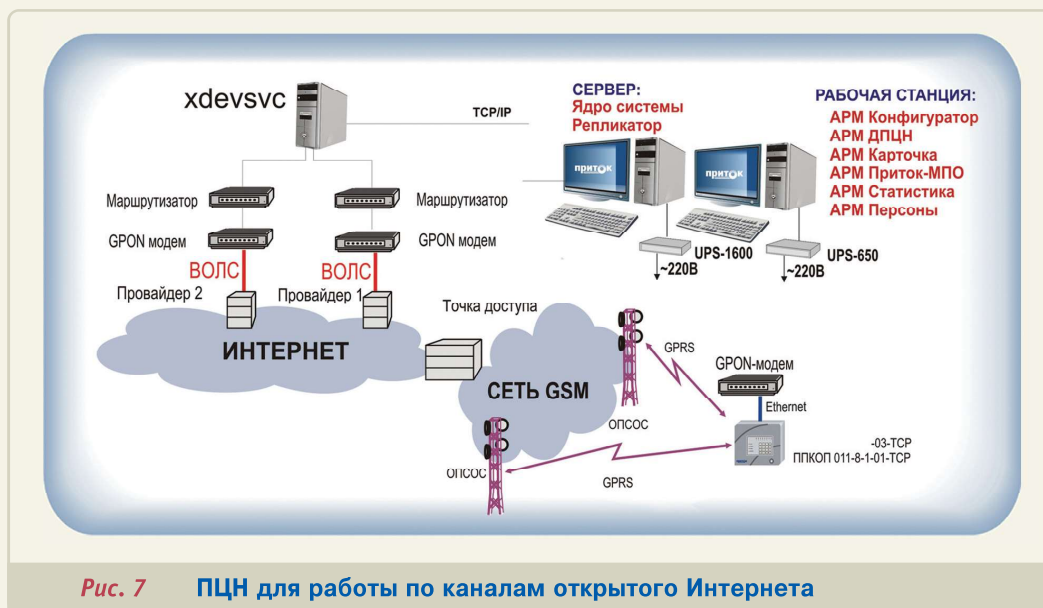 xdevsvc
TCP/IP
СЕРВЕР:
Ядро системы
Репликатор
РАБОЧАЯ СТАНЦИЯ:
АРМ Конфигуратор
АРМ ДПЦН
АРМ Карточка
АРМ Приток-МПО
АРМ Статистика
АРМ Персоны
приток
приток
Маршрутизатор
Маршрутизатор
GPON модем
GPON модем
UPS-1600
UPS-650
~220В
~220В
ВОЛС
ВОЛС
Провайдер 2
Провайдер 1
Точка доступа
ИНТЕРНЕТ
СЕТЬ GSM
GPRS
GPON-модем
Ethernet
ОПСОС
-03-TCP
ППКОП 011-8-1-01-TCP
ОПСОС
GPRS
Рис. 7 ПЦН для работы по каналам открытого Интернета